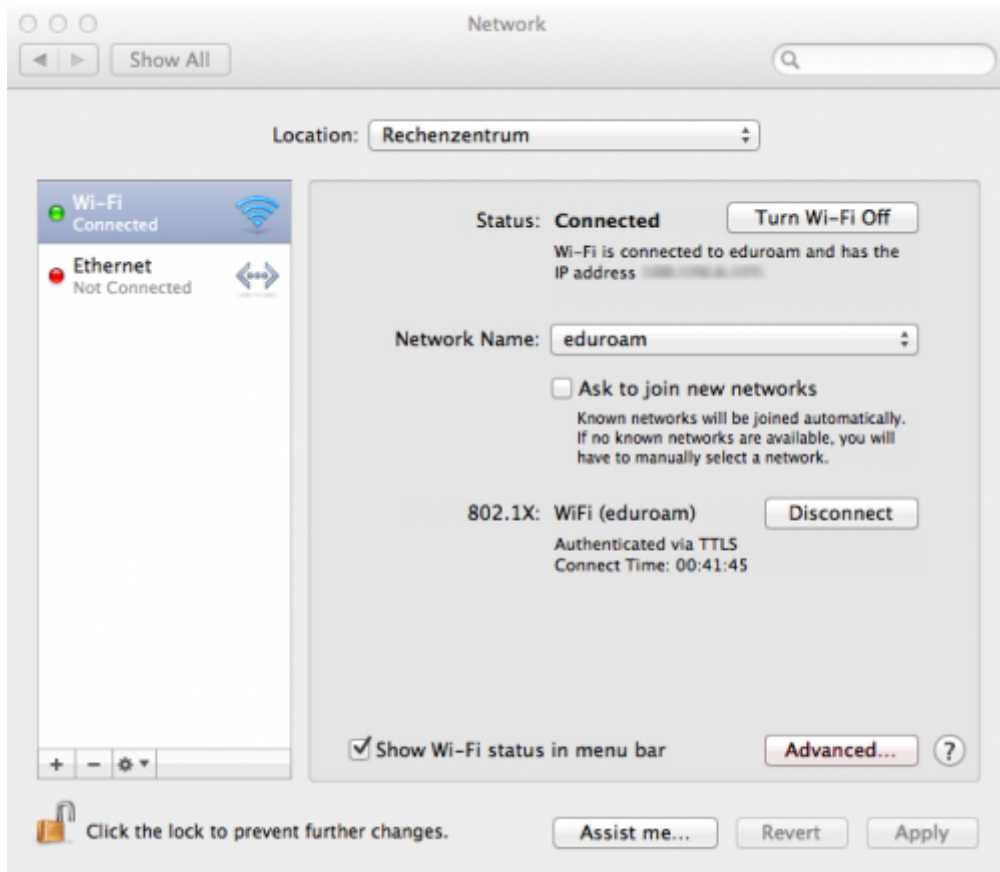 Network
Show All
Location: Rechenzentrum
Wi-Fi
Connected
Ethernet
Not Connected
Status: Connected Turn Wi-Fi Off
Wi-Fi is connected to eduroam and has the
IP address
Network Name: eduroam
Ask to join new networks
Known networks will be joined automatically.
If no known networks are available, you will
have to manually select a network.
802.1X: WiFi (eduroam) Disconnect
Authenticated via TTLS
Connect Time: 00:41:45
Show Wi-Fi status in menu bar Advanced... ?
Click the lock to prevent further changes. Assist me... Revert Apply